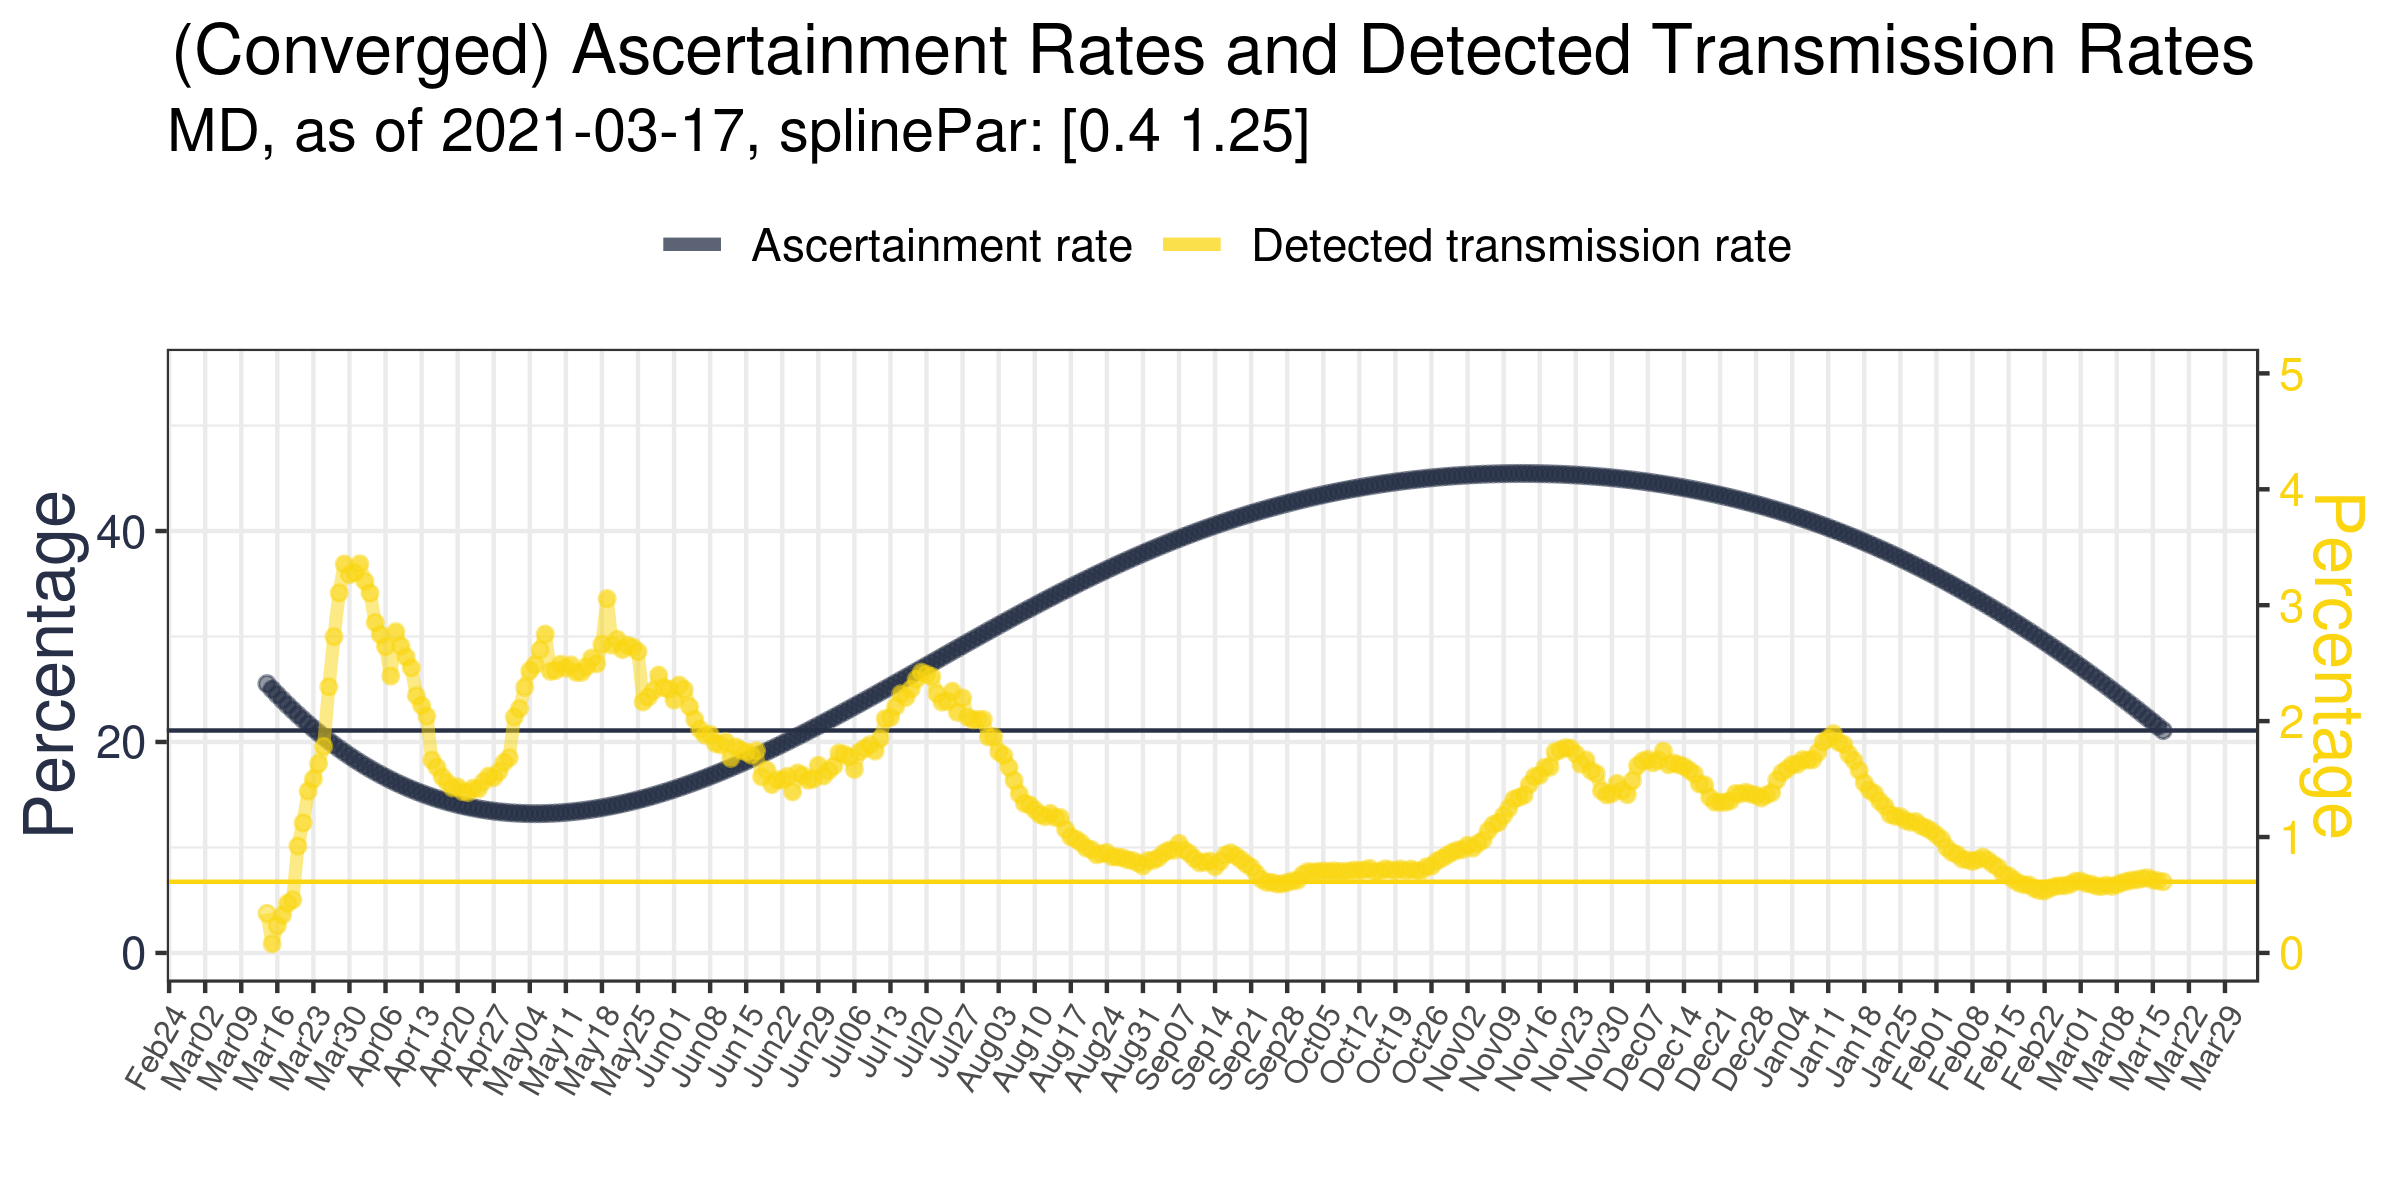 (Converged) Ascertainment Rates and Detected Transmission Rates
MD, as of 2021-03-17, splinePar: [0.4 1.25]
Ascertainment rate Detected transmission rate
Percentage
40
20
0
5
4
3
2
1
0
Percentage
Feb24 Mar02 Mar09 Mar16 Mar23 Mar30 Apr06 Apr13 Apr20 Apr27 May04 May11 May18 May25 Jun01 Jun08 Jun15 Jun22 Jun29 Jul06 Jul13 Jul20 Jul27 Aug03 Aug10 Aug17 Aug24 Aug31 Sep07 Sep14 Sep21 Sep28 Oct05 Oct12 Oct19 Oct26 Nov02 Nov09 Nov16 Nov23 Nov30 Dec07 Dec14 Dec21 Dec28 Jan04 Jan11 Jan18 Jan25 Feb01 Feb08 Feb15 Feb22 Mar01 Mar08 Mar15 Mar22 Mar29